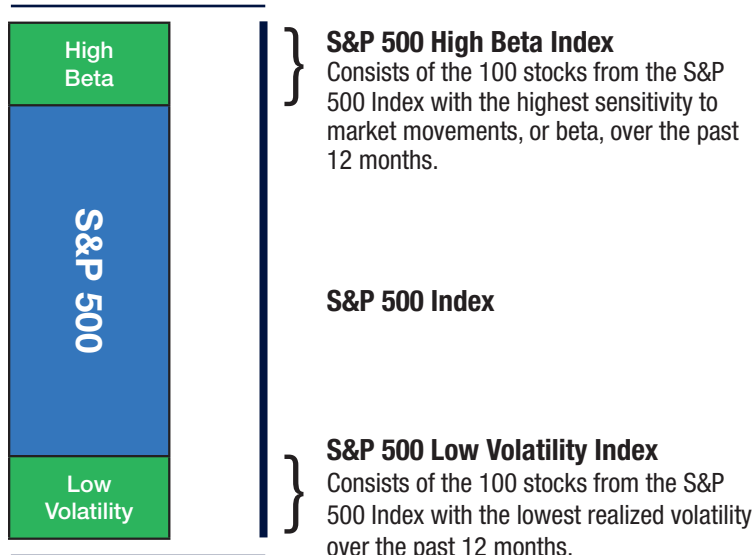 High
Beta
S&P 500 High Beta Index
Consists of the 100 stocks from the S&P
500 Index with the highest sensitivity to
market movements, or beta, over the past
12 months.
S&P 500
S&P 500 Index
Low
Volatility
S&P 500 Low Volatility Index
Consists of the 100 stocks from the S&P
500 Index with the lowest realized volatility
over the past 12 months.